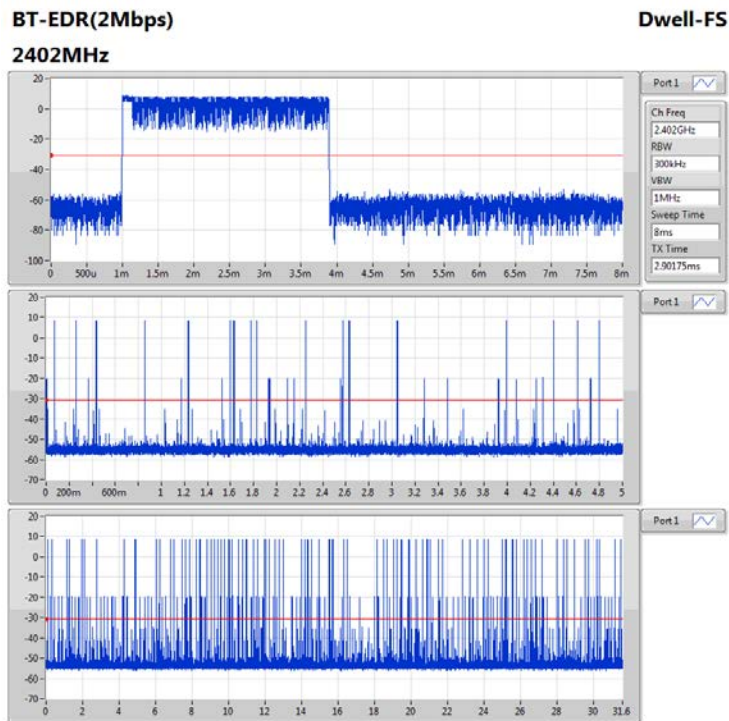 BT-EDR(2Mbps) Dwell-FS
2402MHz
Port 1
20
0
-20
-40
-60
-80
-100
0 500u 1m 1.5m 2m 2.5m 3m 3.5m 4m 4.5m 5m 5.5m 6m 6.5m 7m 7.5m 8m
Ch Freq
2.402GHz
RBW
300kHz
VBW
1MHz
Sweep Time
8ms
TX Time
2.90175ms
Port 1
20
10
0
-10
-20
-30
-40
-50
-60
-70
0 200m 600m 1 1.2 1.4 1.6 1.8 2 2.2 2.4 2.6 2.8 3 3.2 3.4 3.6 3.8 4 4.2 4.4 4.6 4.8 5
Port 1
20
10
0
-10
-20
-30
-40
-50
-60
-70
0 2 4 6 8 10 12 14 16 18 20 22 24 26 28 30 31.6